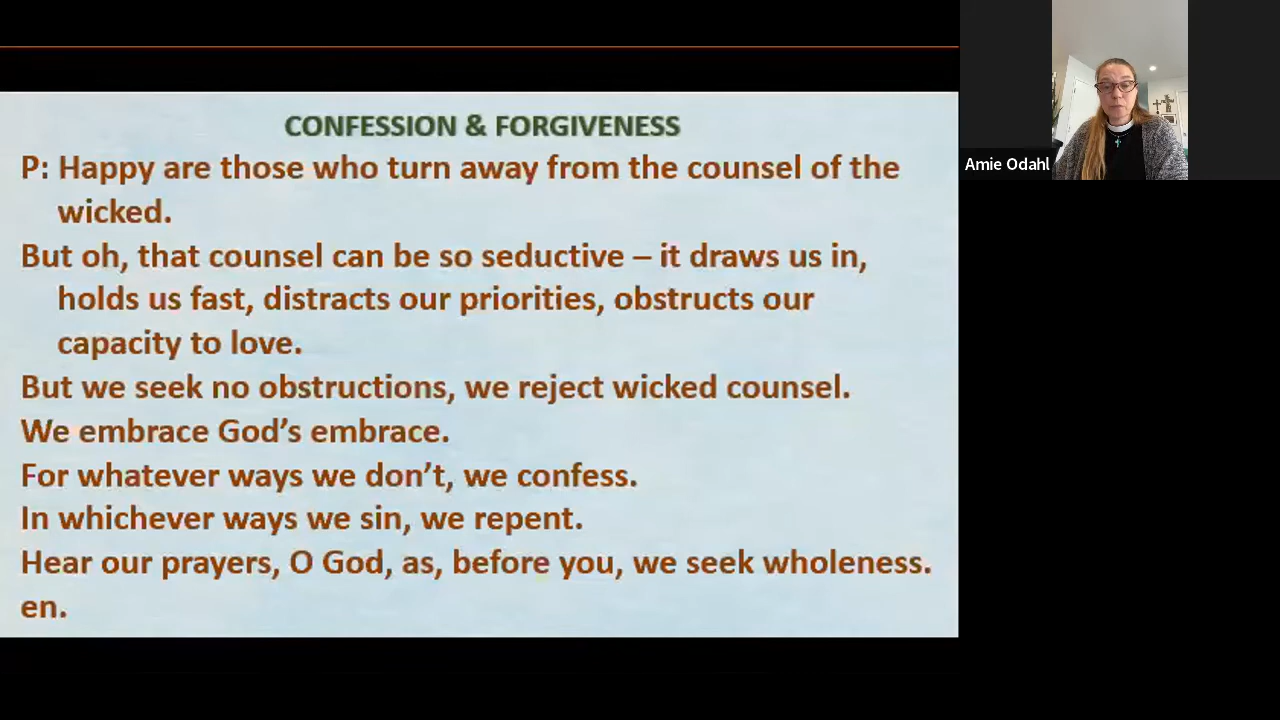 CONFESSION & FORGIVENESS
P: Happy are those who turn away from the counsel of the
wicked.
But oh, that counsel can be so seductive – it draws us in,
holds us fast, distracts our priorities, obstructs our
capacity to love.
But we seek no obstructions, we reject wicked counsel.
We embrace God’s embrace.
For whatever ways we don’t, we confess.
In whichever ways we sin, we repent.
Hear our prayers, O God, as, before you, we seek wholeness.
en.
Amie Odahl